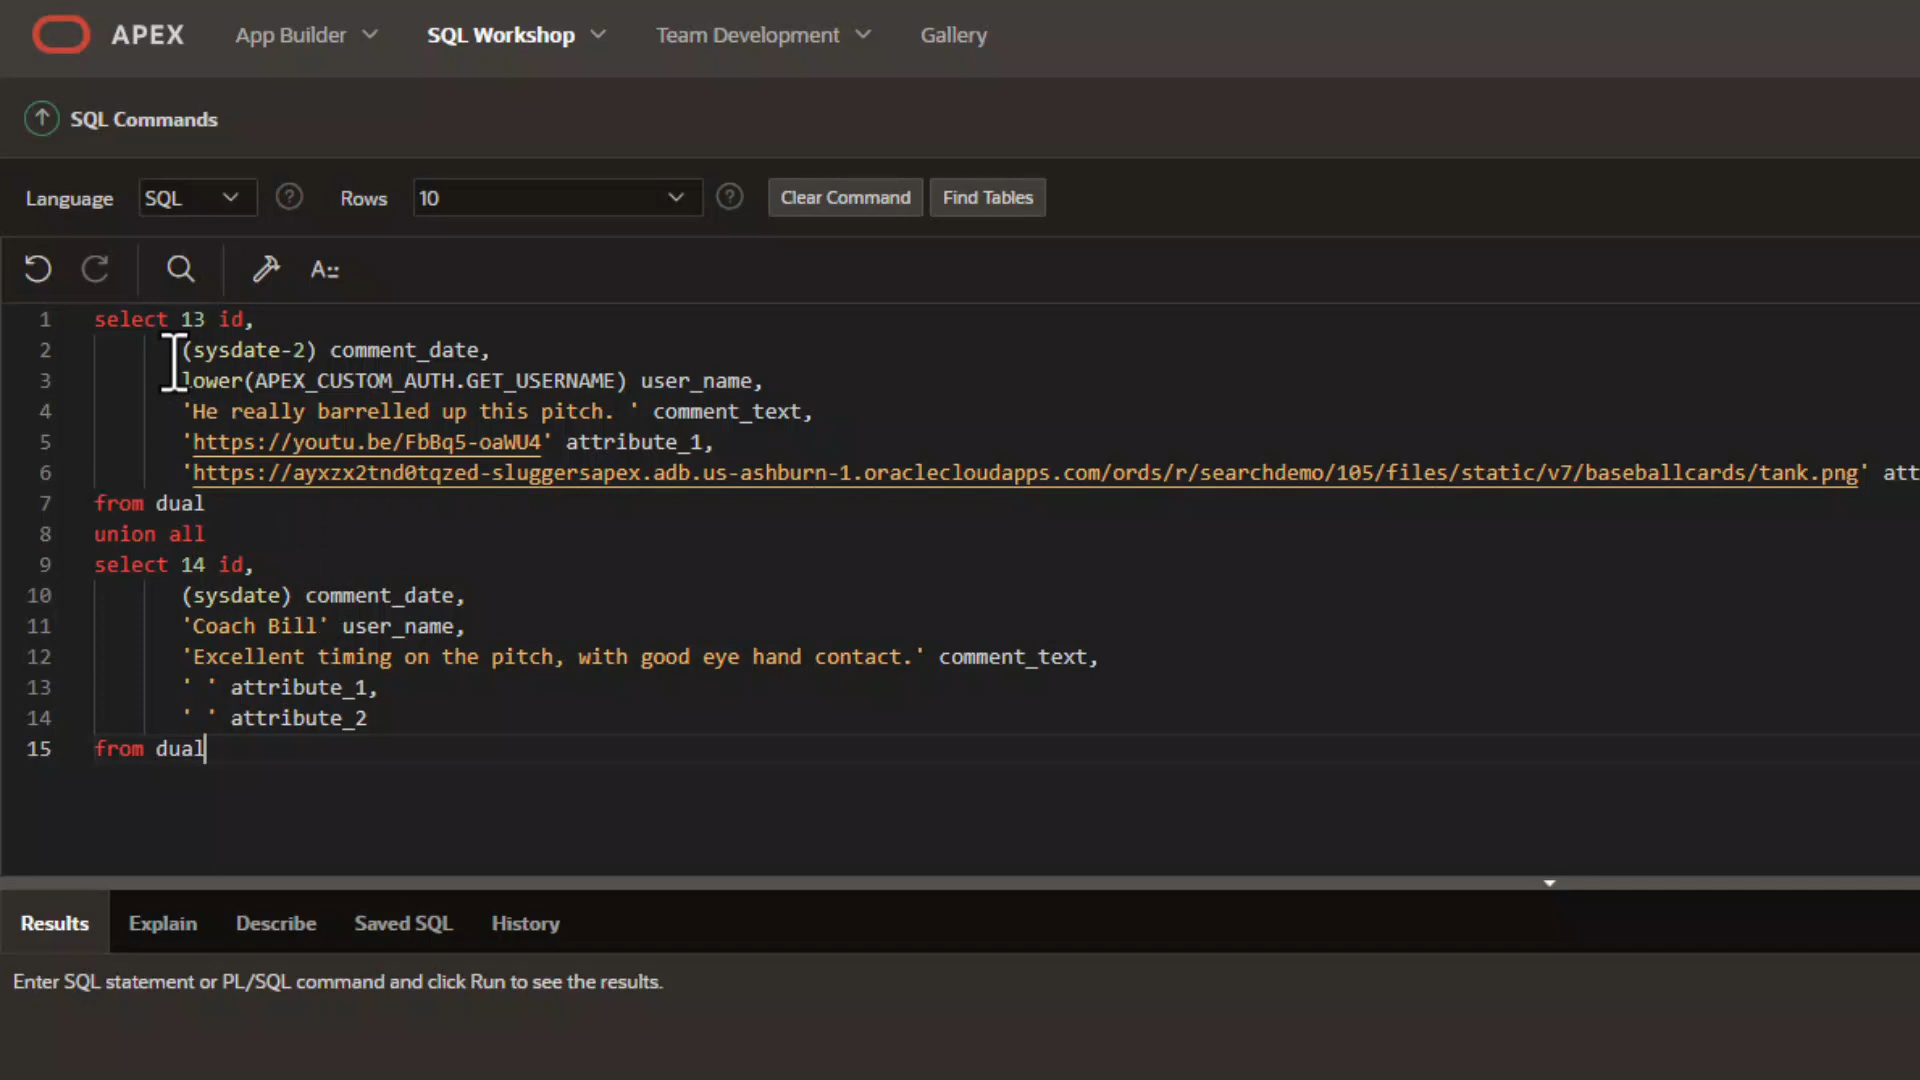 APEX App Builder SQL Workshop Team Development Gallery
SQL Commands
Language SQL ? Rows 10 ? Clear Command Find Tables
A::
1 select 13 id,
2 (sysdate-2) comment_date,
3 lower(APEX_CUSTOM_AUTH.GET_USERNAME) user_name,
4 'He really barrelled up this pitch. ' comment_text,
5 'https://youtu.be/FbBq5-oaWU4' attribute_1,
6 'https://ayxzx2tnd0tqzed-sluggersapex.adb.us-ashburn-1.oraclecloudapps.com/ords/r/searchdemo/105/files/static/v7/baseballcards/tank.png' att
7 from dual
8 union all
9 select 14 id,
10 (sysdate) comment_date,
11 'Coach Bill' user_name,
12 'Excellent timing on the pitch, with good eye hand contact.' comment_text,
13 ' ' attribute_1,
14 ' ' attribute_2
15 from dual
Results Explain Describe Saved SQL History
Enter SQL statement or PL/SQL command and click Run to see the results.